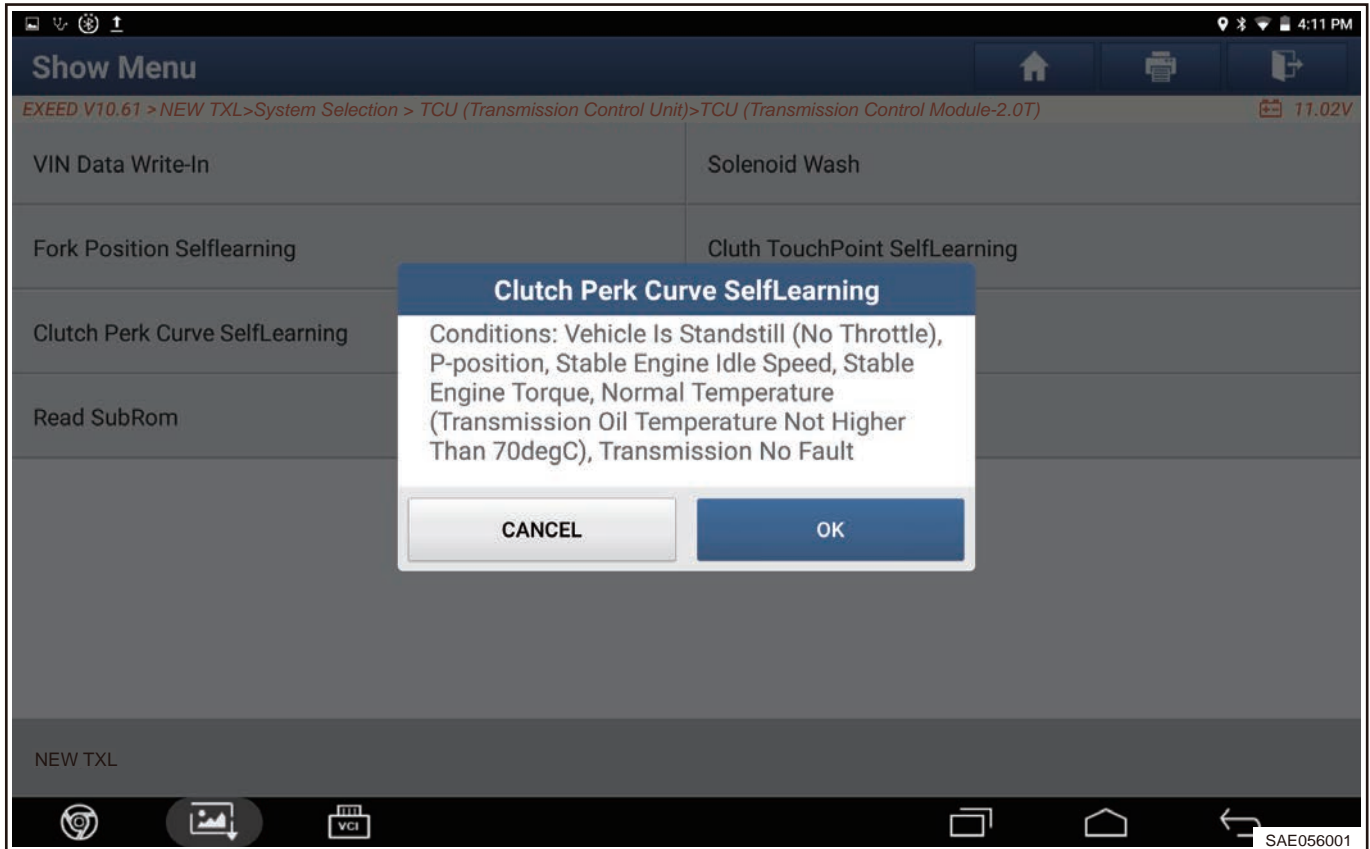 4:11 PM
Show Menu
EXEED V10.61 > NEW TXL>System Selection > TCU (Transmission Control Unit)>TCU (Transmission Control Module-2.0T)
11.02V
VIN Data Write-In
Solenoid Wash
Fork Position Selflearning
Cluth TouchPoint SelfLearning
Clutch Perk Curve SelfLearning
Read SubRom
Clutch Perk Curve SelfLearning
Conditions: Vehicle Is Standstill (No Throttle),
P-position, Stable Engine Idle Speed, Stable
Engine Torque, Normal Temperature
(Transmission Oil Temperature Not Higher
Than 70degC), Transmission No Fault
CANCEL
OK
NEW TXL
VCI
SAE056001